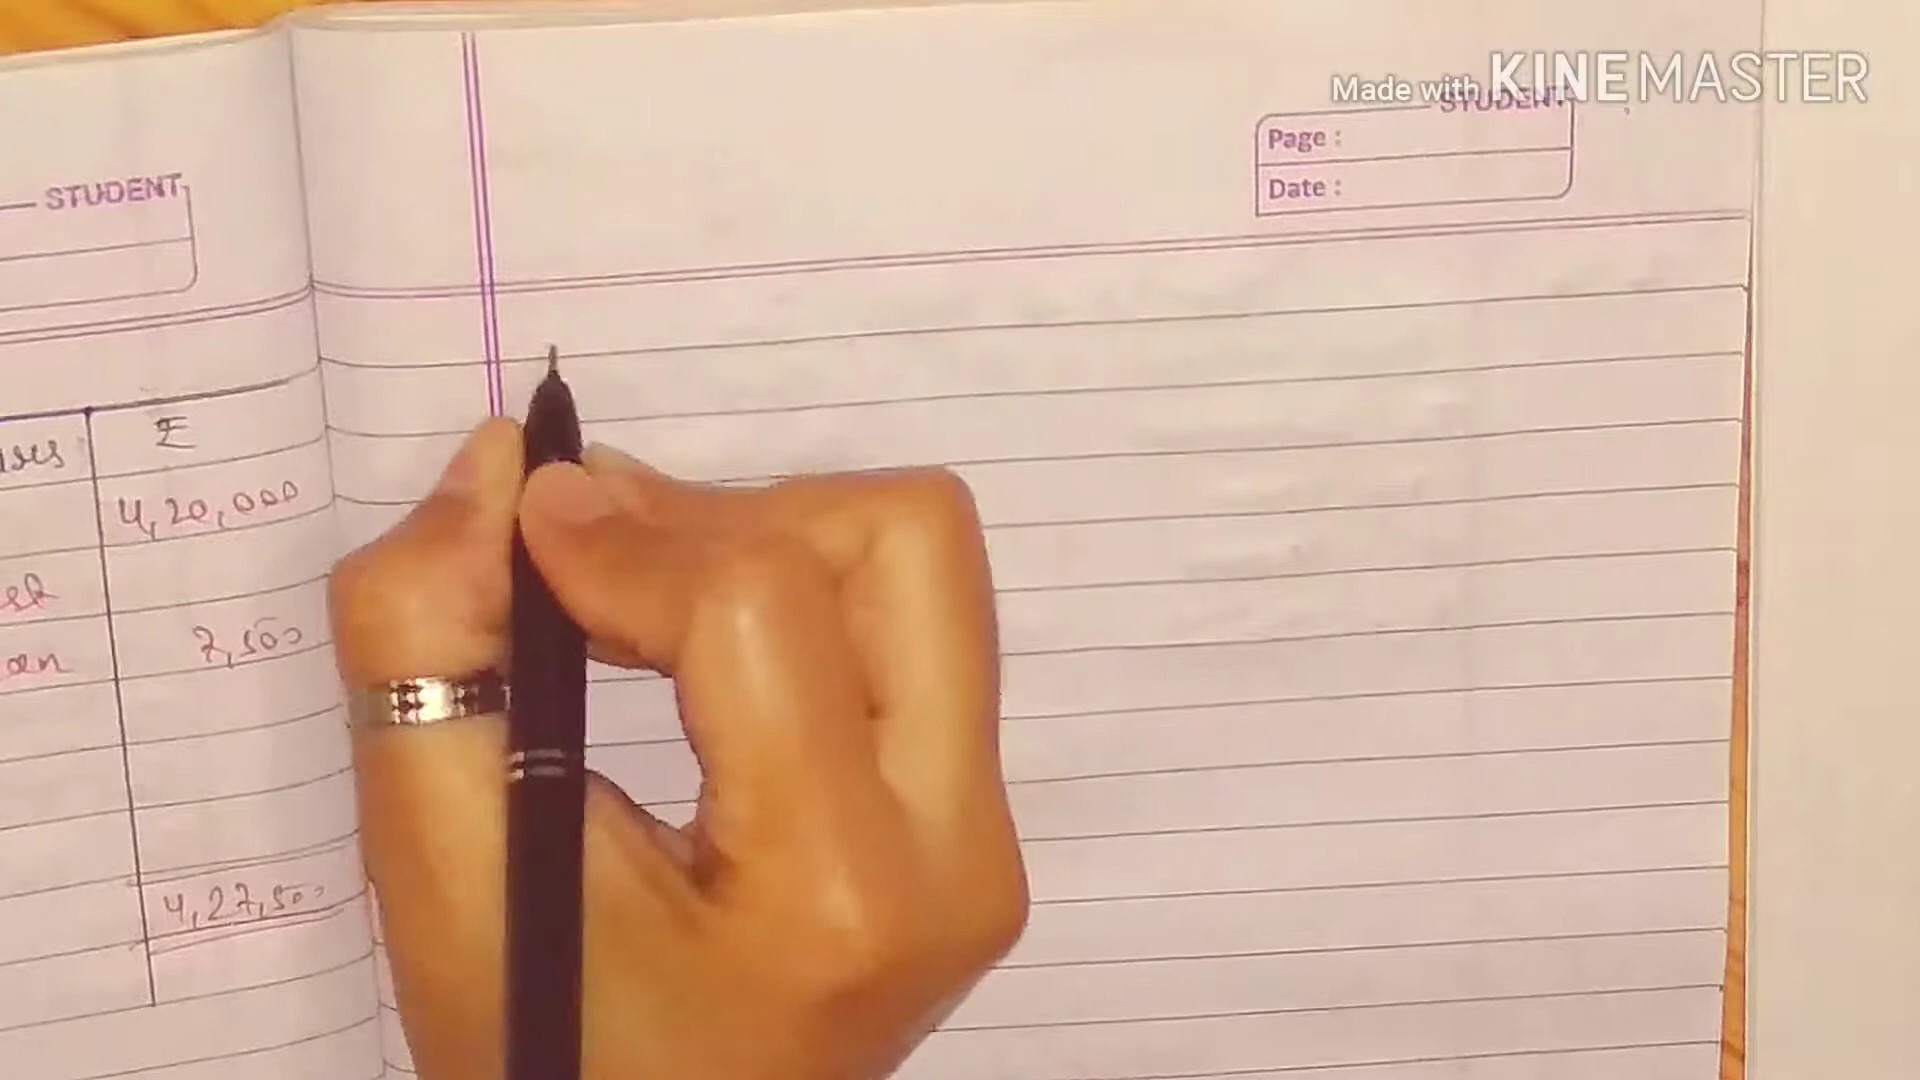 Made with KINEMASTER
STUDENT
Page :
Date :
STUDENT
₹
4,20,000
7,500
4,27,500